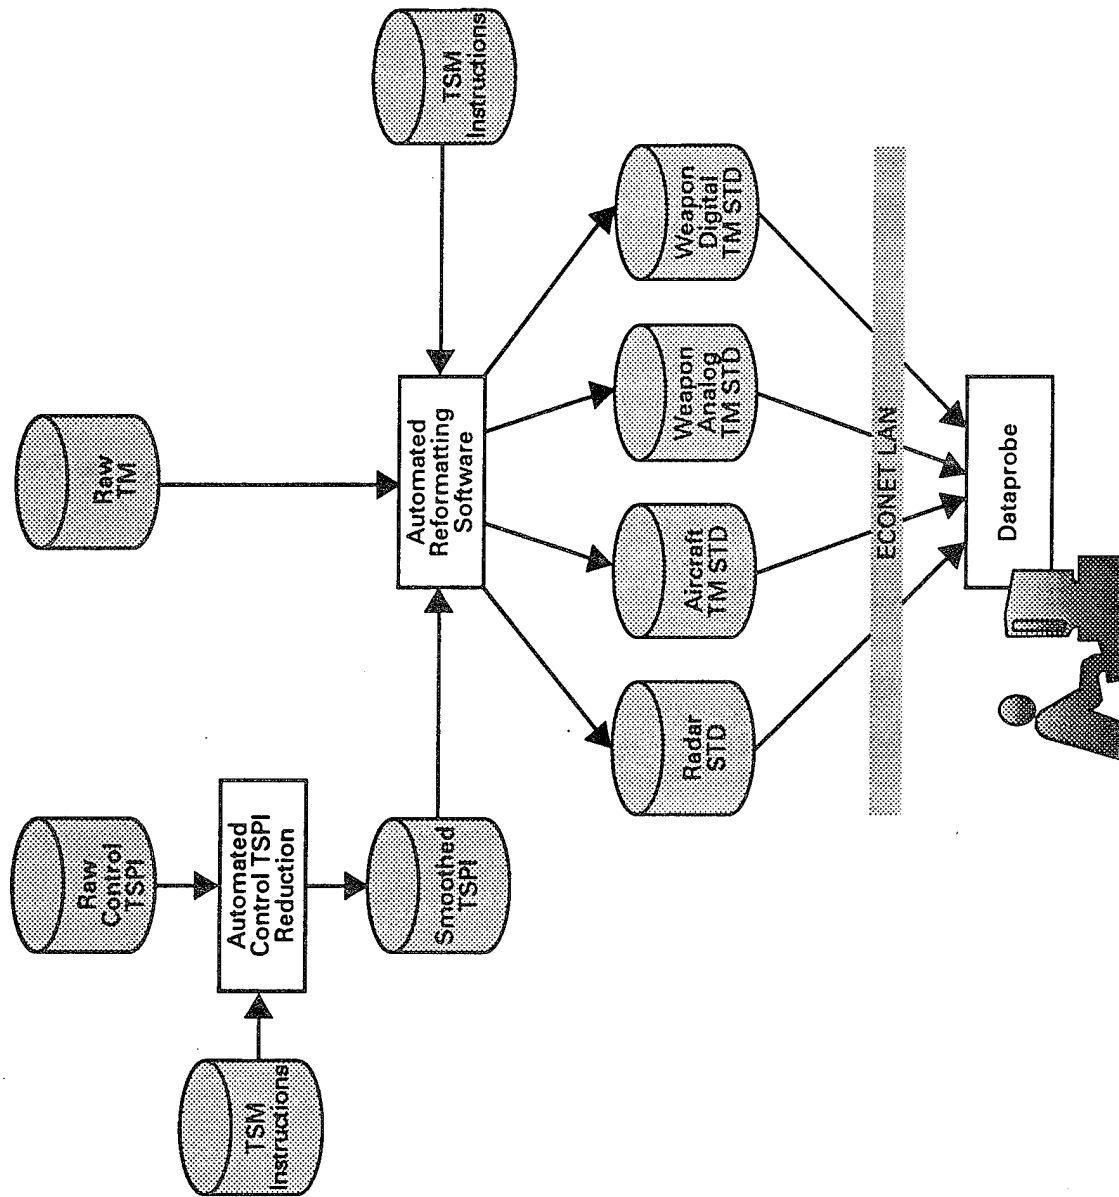 Raw
Control
TSPI
Raw
TM
TSM
Instructions
Automated
Control TSPI
Reduction
TSM
Instructions
Smoothed
TSPI
Automated
Reformatting
Software
Radar
STD
Aircraft
TM STD
Weapon
Analog
TM STD
Weapon
Digital
TM STD
ECONET LAN
Dataprobe